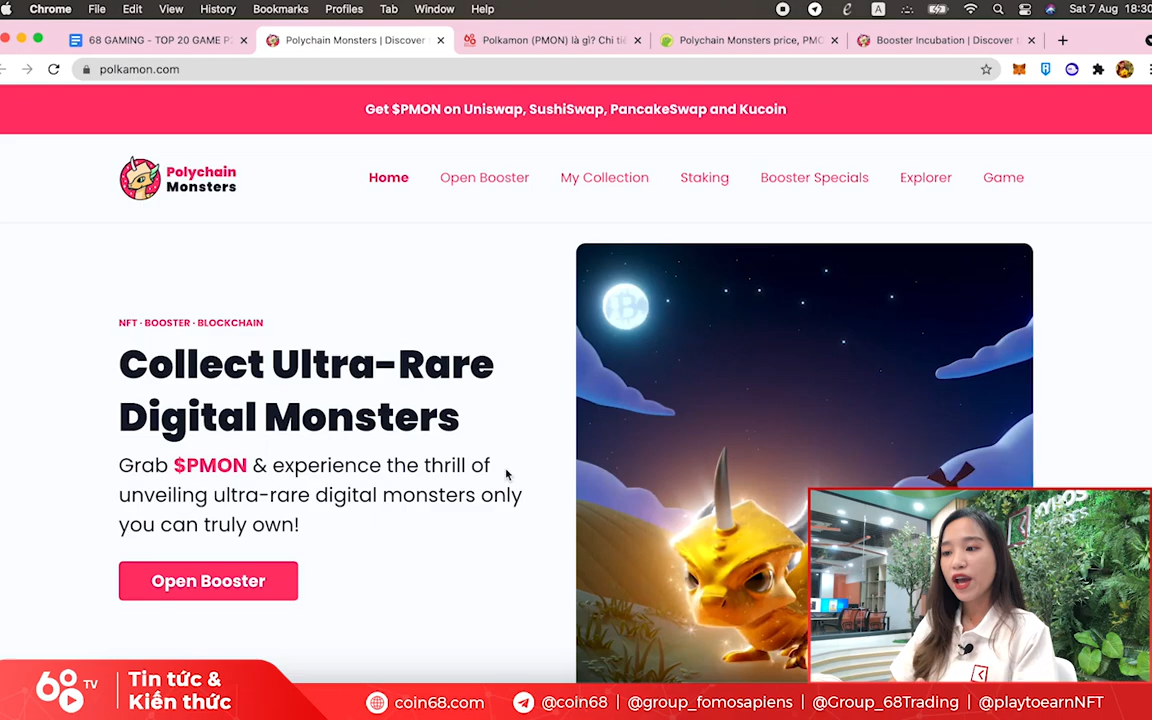 Chrome File Edit View History Bookmarks Profiles Tab Window Help A Sat 7 Aug 18:30
68 GAMING - TOP 20 GAME P2
Polychain Monsters | Discover
Polkamon (PMON) là gì? Chi tiế
Polychain Monsters price, PMO
Booster Incubation | Discover
polkamon.com
Get $PMON on Uniswap, SushiSwap, PancakeSwap and Kucoin
Polychain
Monsters
Home Open Booster My Collection Staking Booster Specials Explorer Game
NFT · BOOSTER · BLOCKCHAIN
Collect Ultra-Rare
Digital Monsters
Grab $PMON & experience the thrill of
unveiling ultra-rare digital monsters only
you can truly own!
Open Booster
68 TV
Tin tức &
Kiến thức
coin68.com @coin68 | @group_fomosapiens | @Group_68Trading | @playtoearnNFT